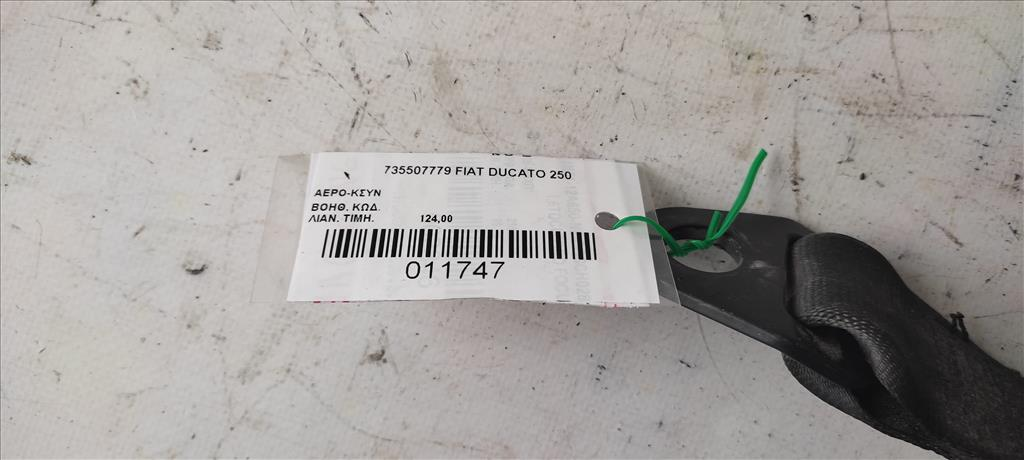 735507779 FIAT DUCATO 250
ΑΕΡΟ-ΚΣΥΝ
ΒΟΗΘ. ΚΩΔ.
ΛΙΑΝ. ΤΙΜΗ. 124,00
011747